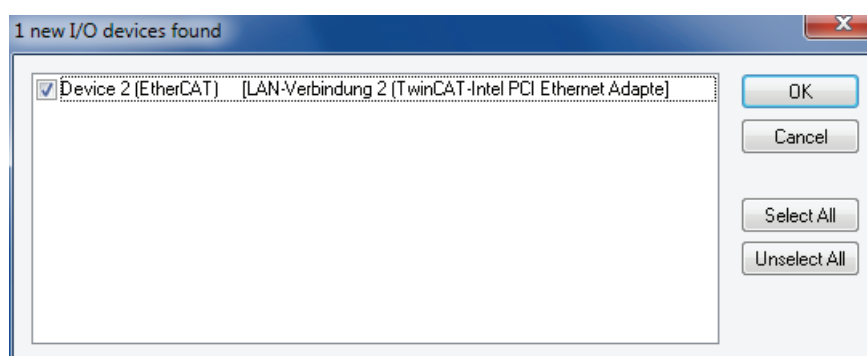 1 new I/O devices found
Device 2 (EtherCAT) [LAN-Verbindung 2 (TwinCAT-Intel PCI Ethernet Adapte]
OK
Cancel
Select All
Unselect All